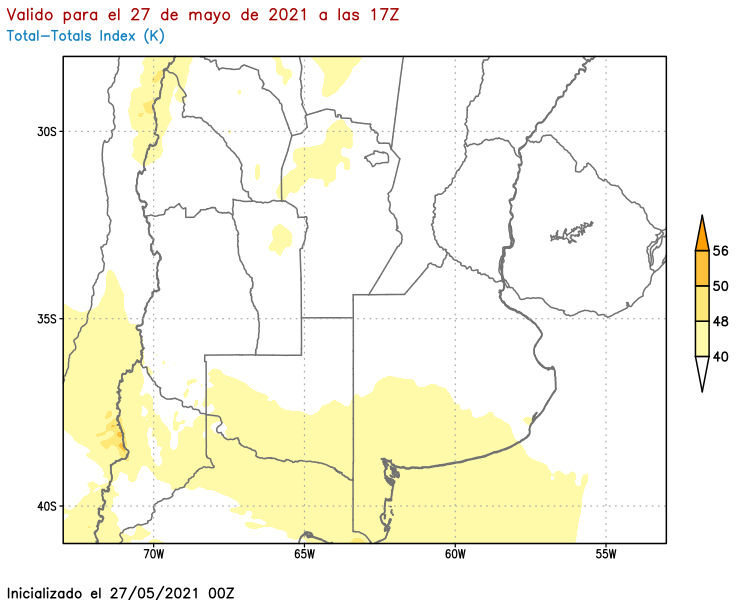 Valido para el 27 de mayo de 2021 a las 17Z
Total-Totals Index (K)
30S
35S
40S
70W
65W
60W
55W
56
50
48
40
Inicializado el 27/05/2021 00Z